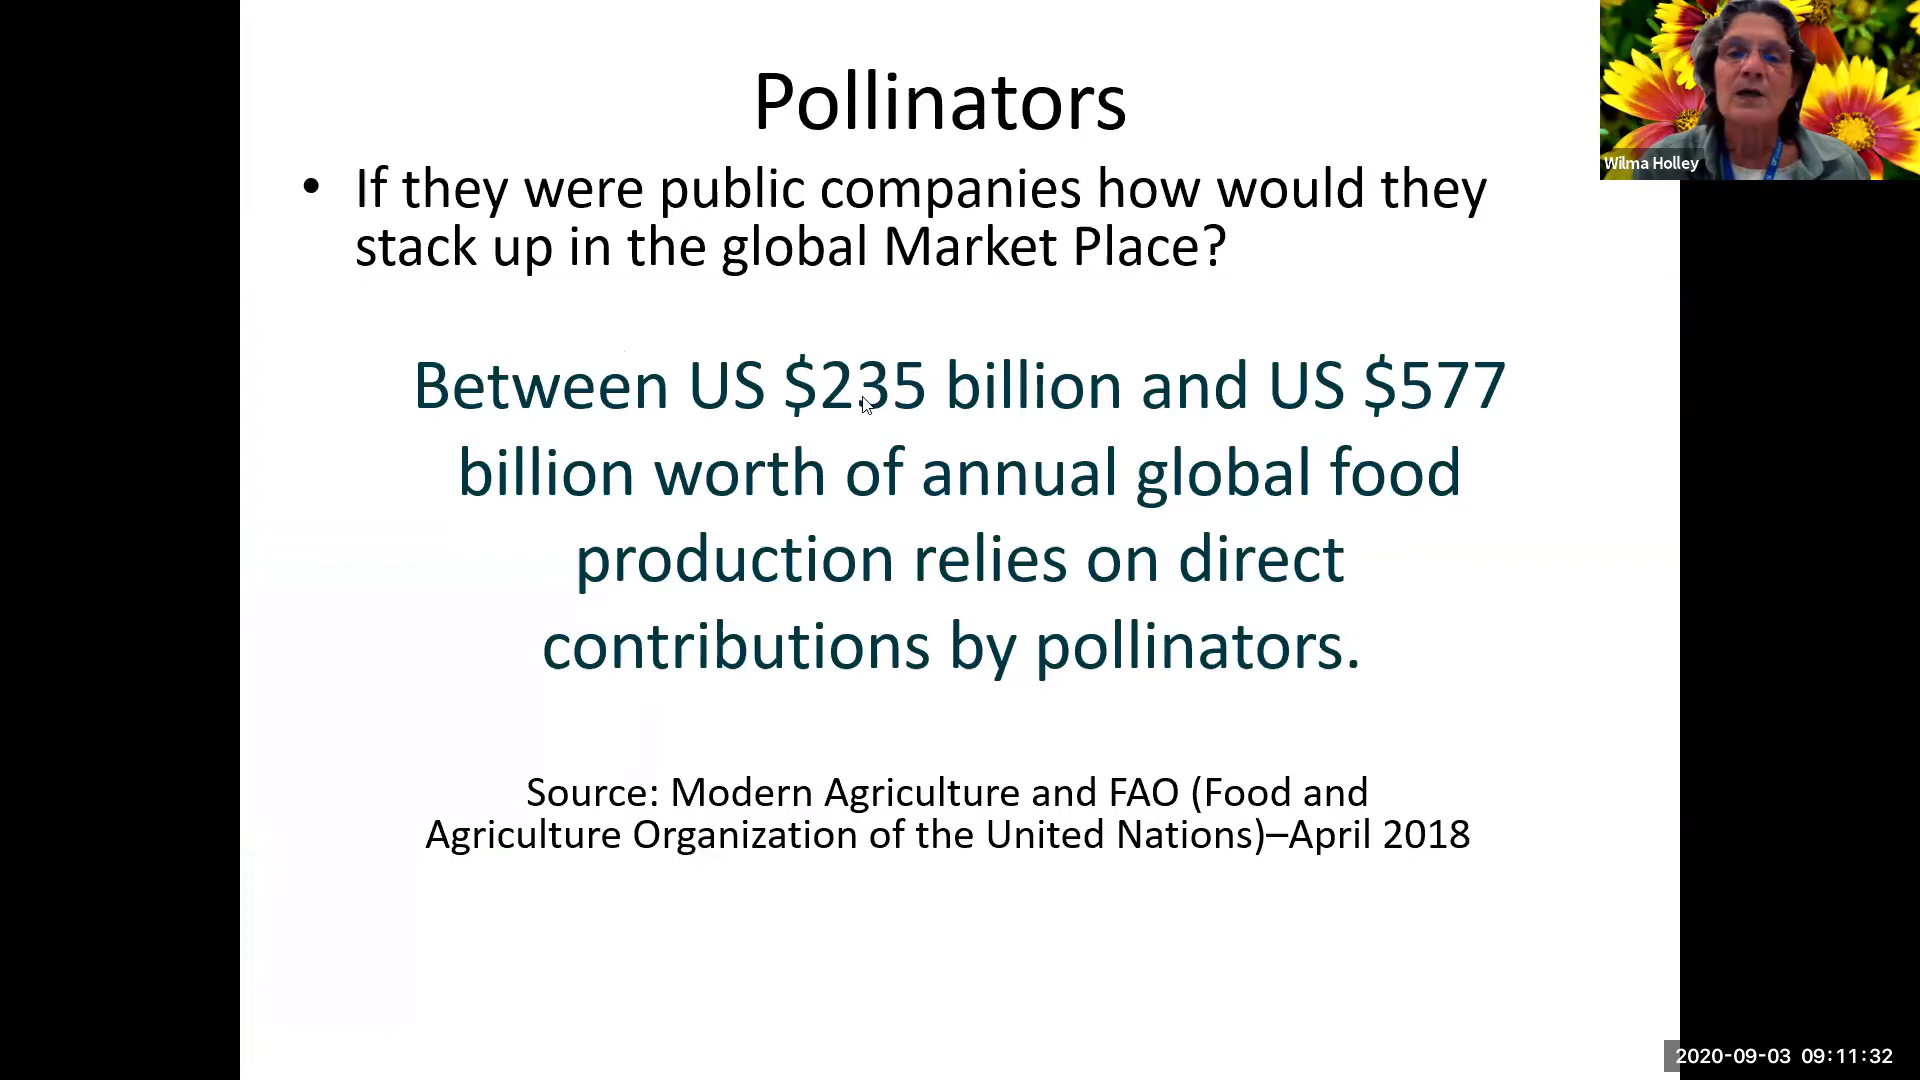 Pollinators
• If they were public companies how would they
stack up in the global Market Place?
Between US $235 billion and US $577
billion worth of annual global food
production relies on direct
contributions by pollinators.
Source: Modern Agriculture and FAO (Food and
Agriculture Organization of the United Nations)–April 2018
Wilma Holley
2020-09-03 09:11:32